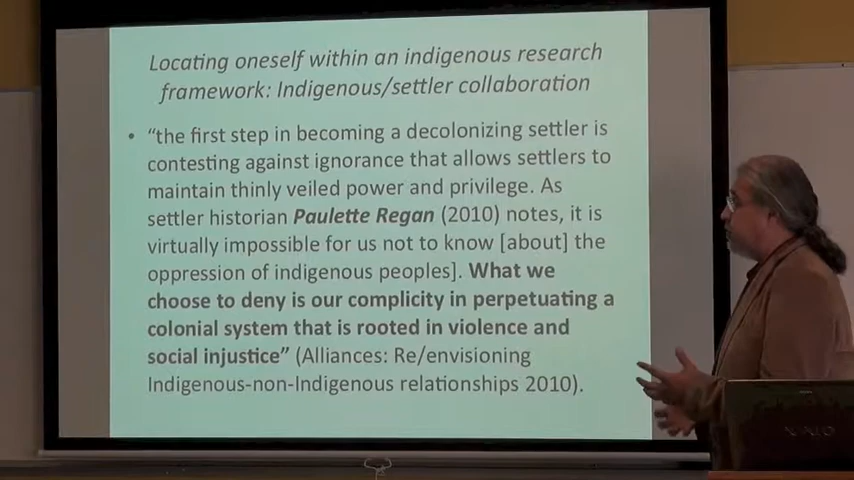 Locating oneself within an indigenous research
framework: Indigenous/settler collaboration
• “the first step in becoming a decolonizing settler is
contesting against ignorance that allows settlers to
maintain thinly veiled power and privilege. As
settler historian Paulette Regan (2010) notes, it is
virtually impossible for us not to know [about] the
oppression of indigenous peoples]. What we
choose to deny is our complicity in perpetuating a
colonial system that is rooted in violence and
social injustice” (Alliances: Re/envisioning
Indigenous-non-Indigenous relationships 2010).